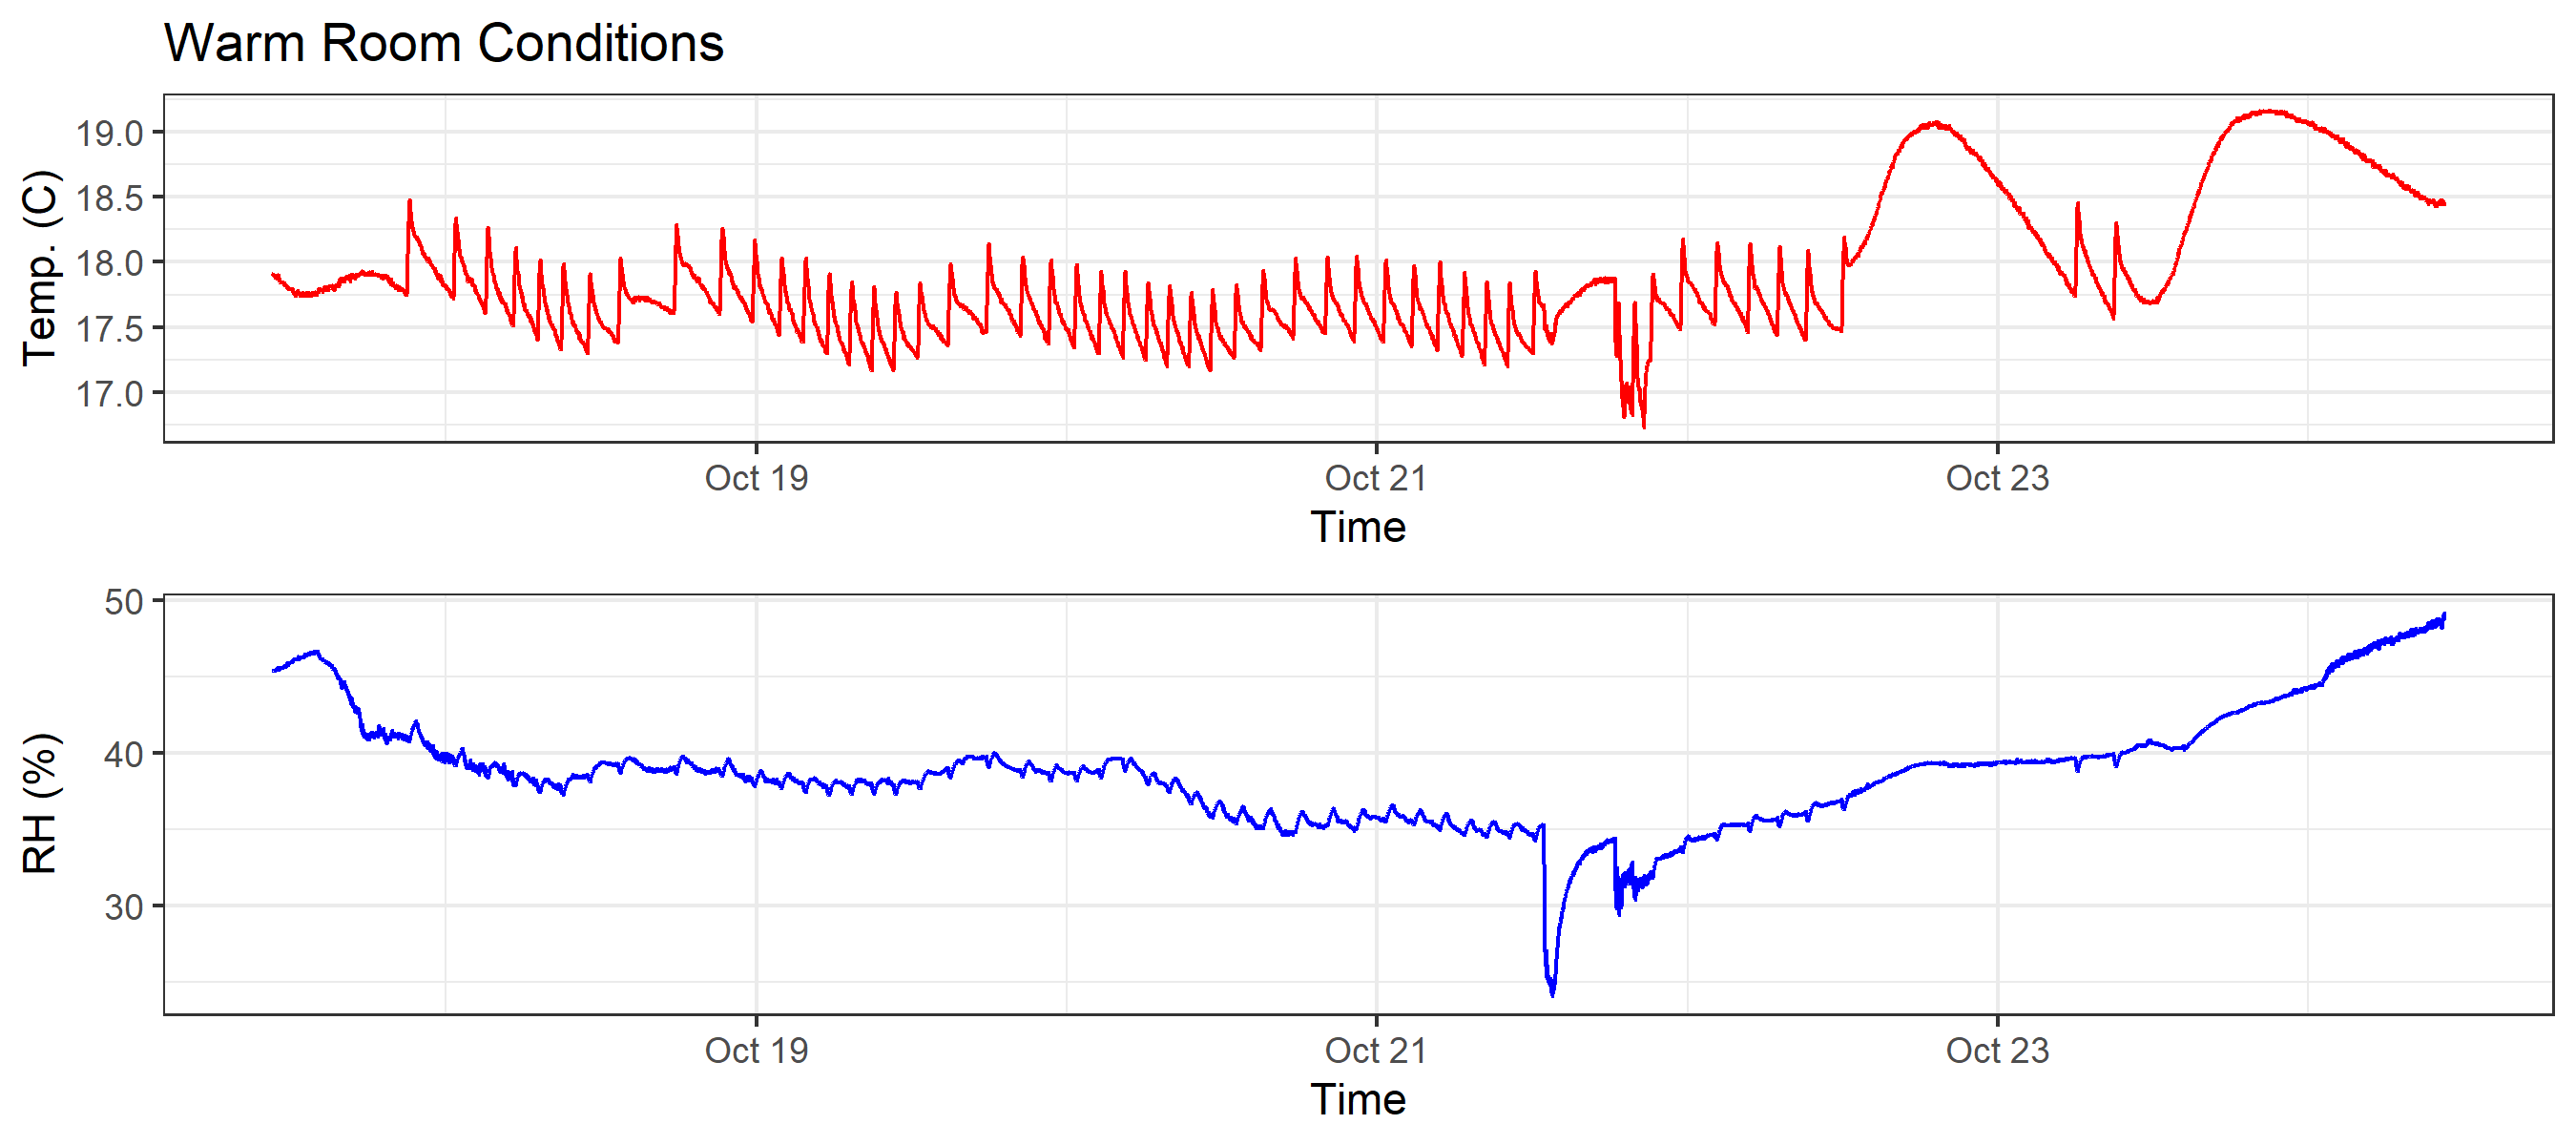 Warm Room Conditions
Temp. (C)
19.0
18.5
18.0
17.5
17.0
Oct 19 Oct 21 Oct 23
Time
RH (%)
50
40
30
Oct 19 Oct 21 Oct 23
Time